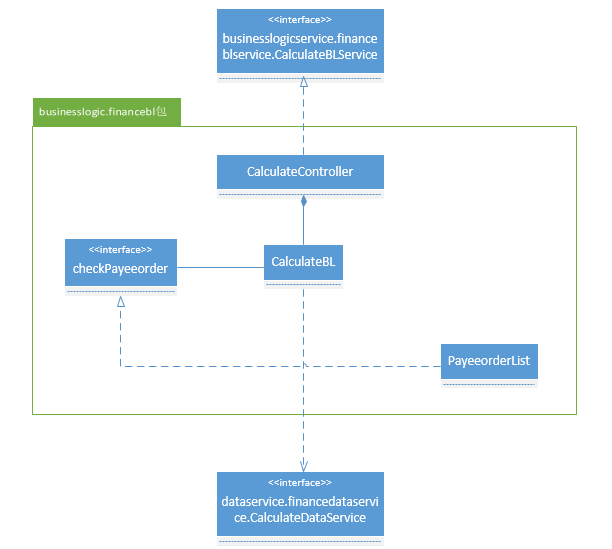 <<interface>>
businesslogicservice.finance
blservice.CalculateBLService
businesslogic.financebl包
CalculateController
<<interface>>
checkPayeeorder
CalculateBL
PayeeorderList
<<interface>>
dataservice.financedataservi
ce.CalculateDataService